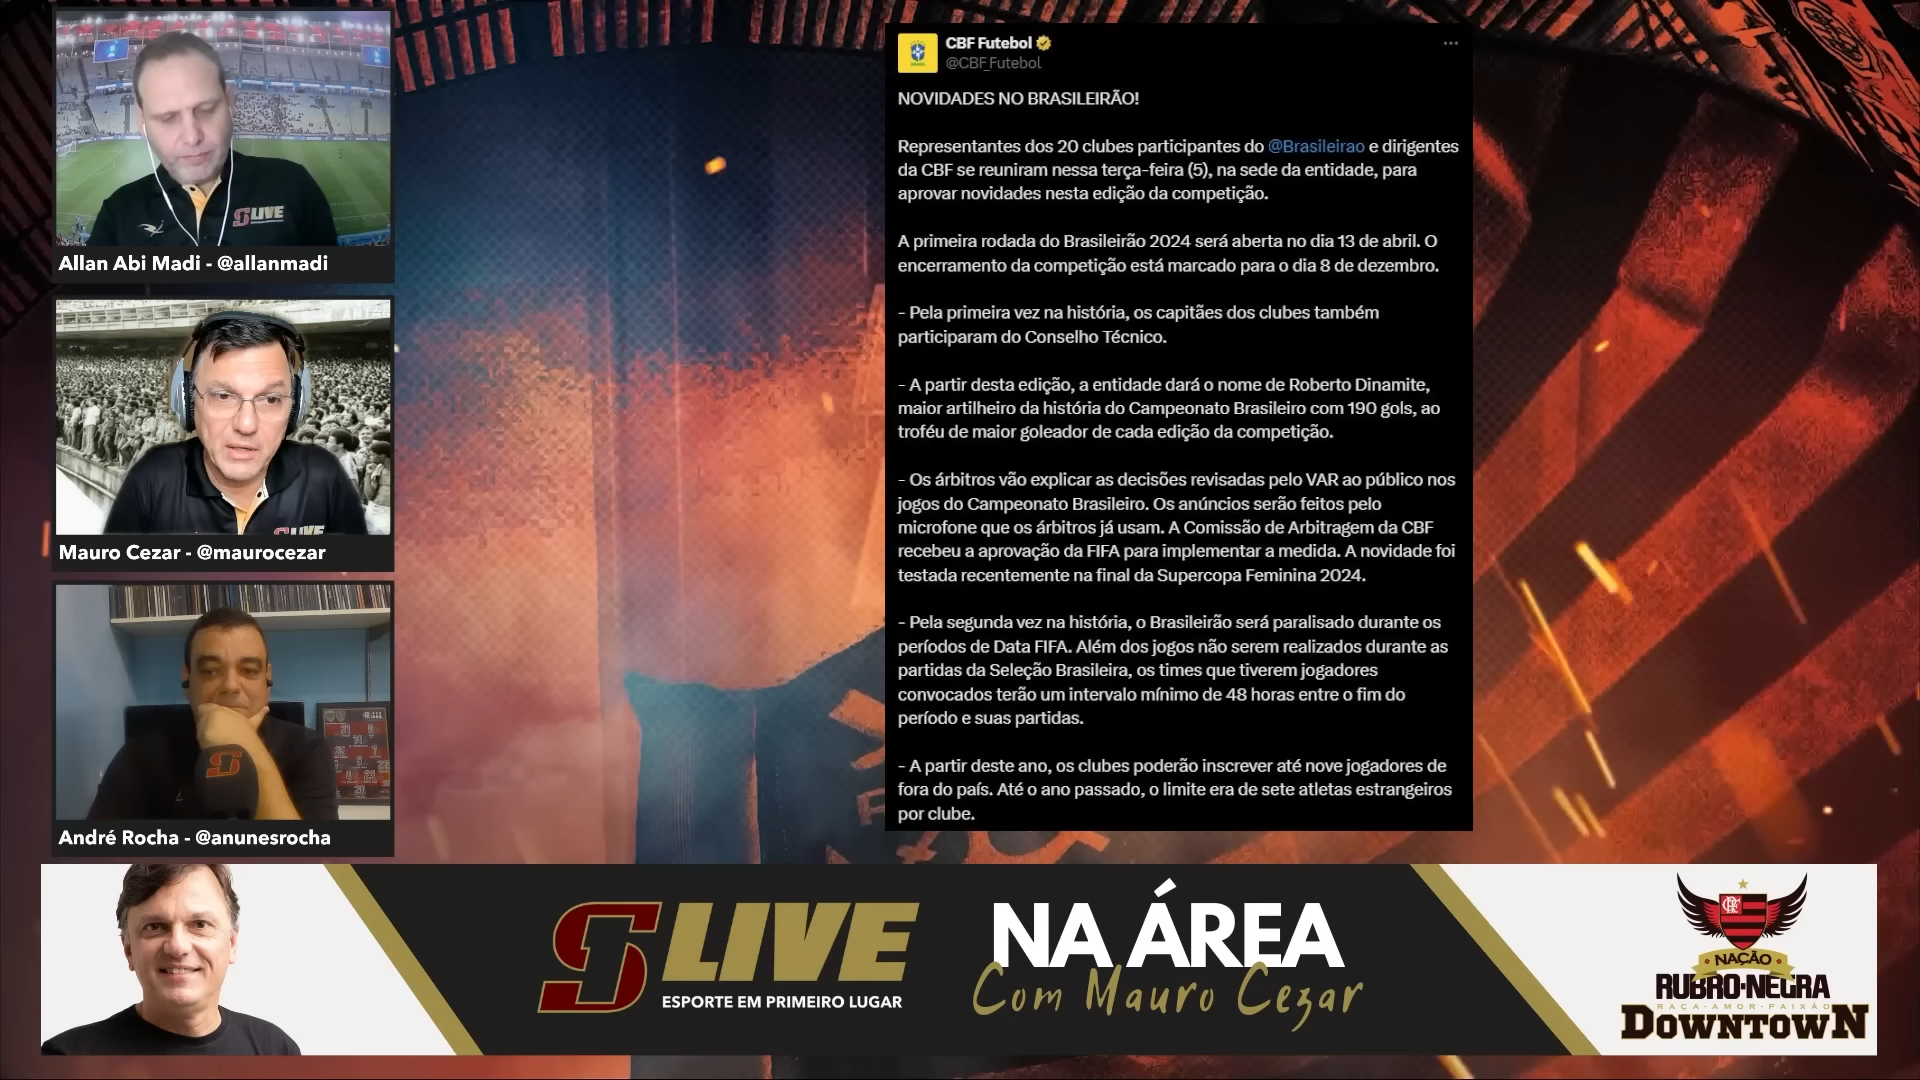 Allan Abi Madi - @allanmadi
Mauro Cezar - @maurocezar
André Rocha - @anunesrocha
CBF Futebol
@CBF_Futebol
NOVIDADES NO BRASILEIRÃO!
Representantes dos 20 clubes participantes do @Brasileirao e dirigentes
da CBF se reuniram nessa terça-feira (5), na sede da entidade, para
aprovar novidades nesta edição da competição.
A primeira rodada do Brasileirão 2024 será aberta no dia 13 de abril. O
encerramento da competição está marcado para o dia 8 de dezembro.
- Pela primeira vez na história, os capitães dos clubes também
participaram do Conselho Técnico.
- A partir desta edição, a entidade dará o nome de Roberto Dinamite,
maior artilheiro da história do Campeonato Brasileiro com 190 gols, ao
troféu de maior goleador de cada edição da competição.
- Os árbitros vão explicar as decisões revisadas pelo VAR ao público nos
jogos do Campeonato Brasileiro. Os anúncios serão feitos pelo
microfone que os árbitros já usam. A Comissão de Arbitragem da CBF
recebeu a aprovação da FIFA para implementar a medida. A novidade foi
testada recentemente na final da Supercopa Feminina 2024.
- Pela segunda vez na história, o Brasileirão será paralisado durante os
períodos de Data FIFA. Além dos jogos não serem realizados durante as
partidas da Seleção Brasileira, os times que tiverem jogadores
convocados terão um intervalo mínimo de 48 horas entre o fim do
período e suas partidas.
- A partir deste ano, os clubes poderão inscrever até nove jogadores de
fora do país. Até o ano passado, o limite era de sete atletas estrangeiros
por clube.
S LIVE
ESPORTE EM PRIMEIRO LUGAR
NA ÁREA
Com Mauro Cezar
NAÇÃO
RUBRO-NEGRA
RAÇA-AMOR-PAIXÃO
DOWNTOWN